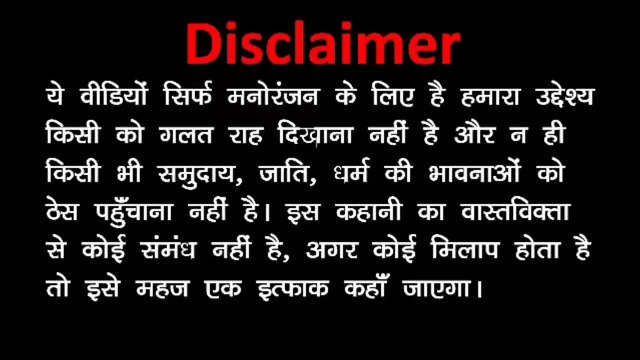 Disclaimer
ये वीडियों सिर्फ मनोरंजन के लिए है हमारा उद्देश्य
किसी को गलत राह दिखाना नहीं है और न ही
किसी भी समुदाय, जाति, धर्म की भावनाओं को
ठेस पहुँचाना नहीं है। इस कहानी का वास्तविक्ता
से कोई संमंध नहीं है, अगर कोई मिलाप होता है
तो इसे महज एक इत्फाक कहाँ जाएगा।